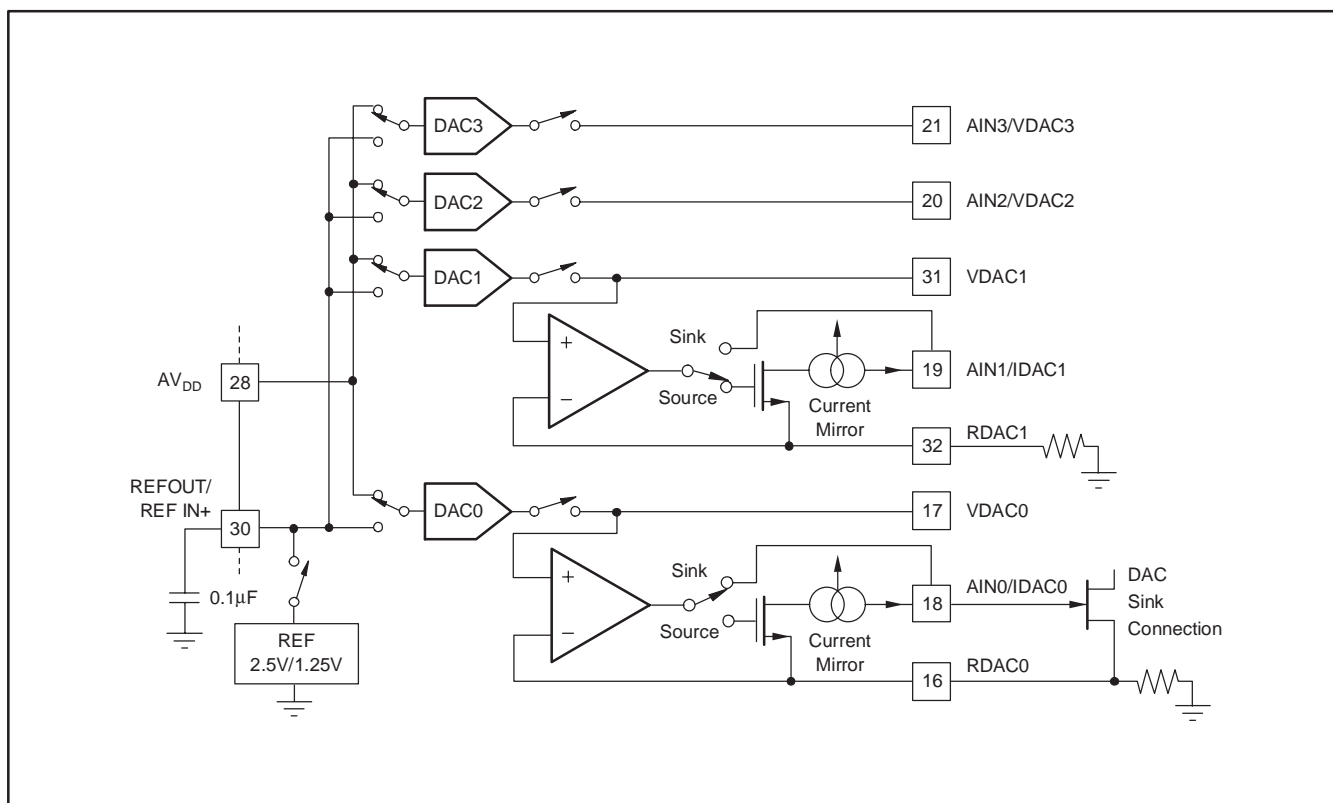 DAC3
21
AIN3/VDAC3
DAC2
20
AIN2/VDAC2
DAC1
31
VDAC1
+
−
Sink
Source
Current
Mirror
19
AIN1/IDAC1
32
RDAC1
AVDD
28
REFOUT/
REF IN+
30
0.1μF
REF
2.5V/1.25V
DAC0
17
VDAC0
+
−
Sink
Source
Current
Mirror
18
AIN0/IDAC0
DAC
Sink
Connection
16
RDAC0